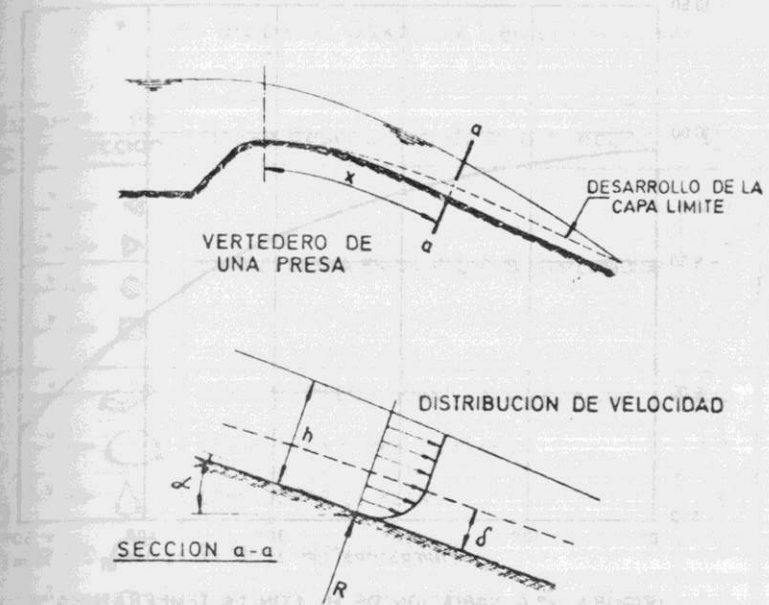 a
x
a
DESARROLLO DE LA
CAPA LIMITE
VERTEDERO DE
UNA PRESA
DISTRIBUCION DE VELOCIDAD
h
α
δ
SECCION a-a
R